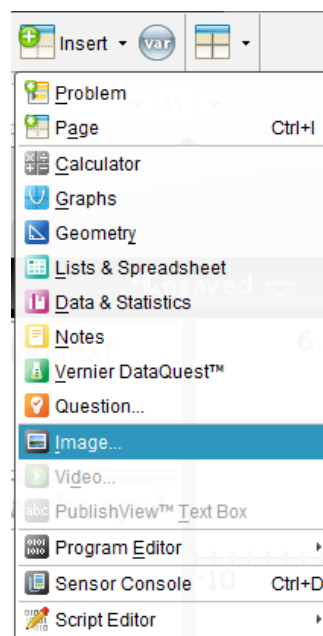 Insert var
Problem
Page Ctrl+I
Calculator
Graphs
Geometry
Lists & Spreadsheet
Data & Statistics
Notes
Vernier DataQuest™
Question...
Image...
Video...
abc PublishView™ Text Box
Program Editor
Sensor Console Ctrl+D
Script Editor